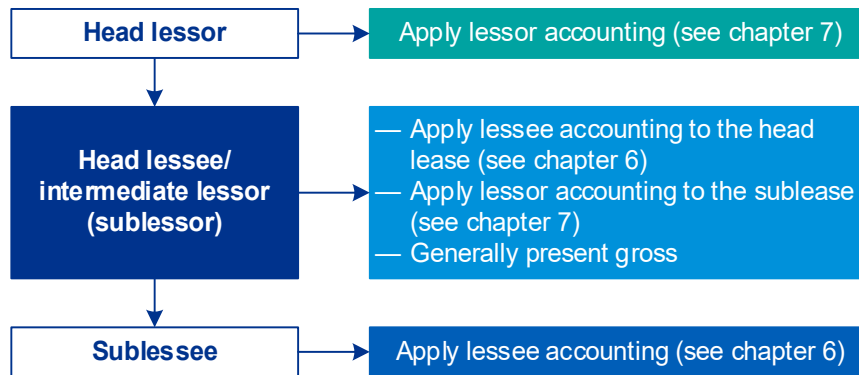 Head lessor
Apply lessor accounting (see chapter 7)
Head lessee/
intermediate lessor
(sublessor)
— Apply lessee accounting to the head
lease (see chapter 6)
— Apply lessor accounting to the sublease
(see chapter 7)
— Generally present gross
Sublessee
Apply lessee accounting (see chapter 6)